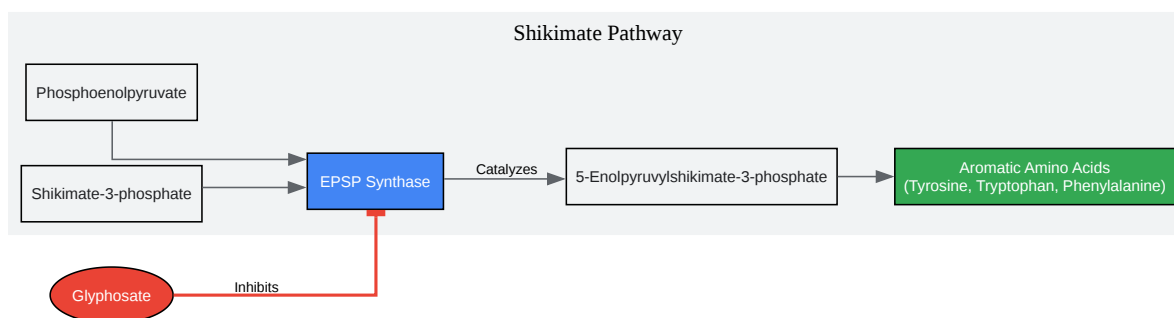 Shikimate Pathway
Phosphoenolpyruvate
Shikimate-3-phosphate
EPSP Synthase
Catalyzes
5-Enolpyruvylshikimate-3-phosphate
Aromatic Amino Acids
(Tyrosine, Tryptophan, Phenylalanine)
Glyphosate
Inhibits